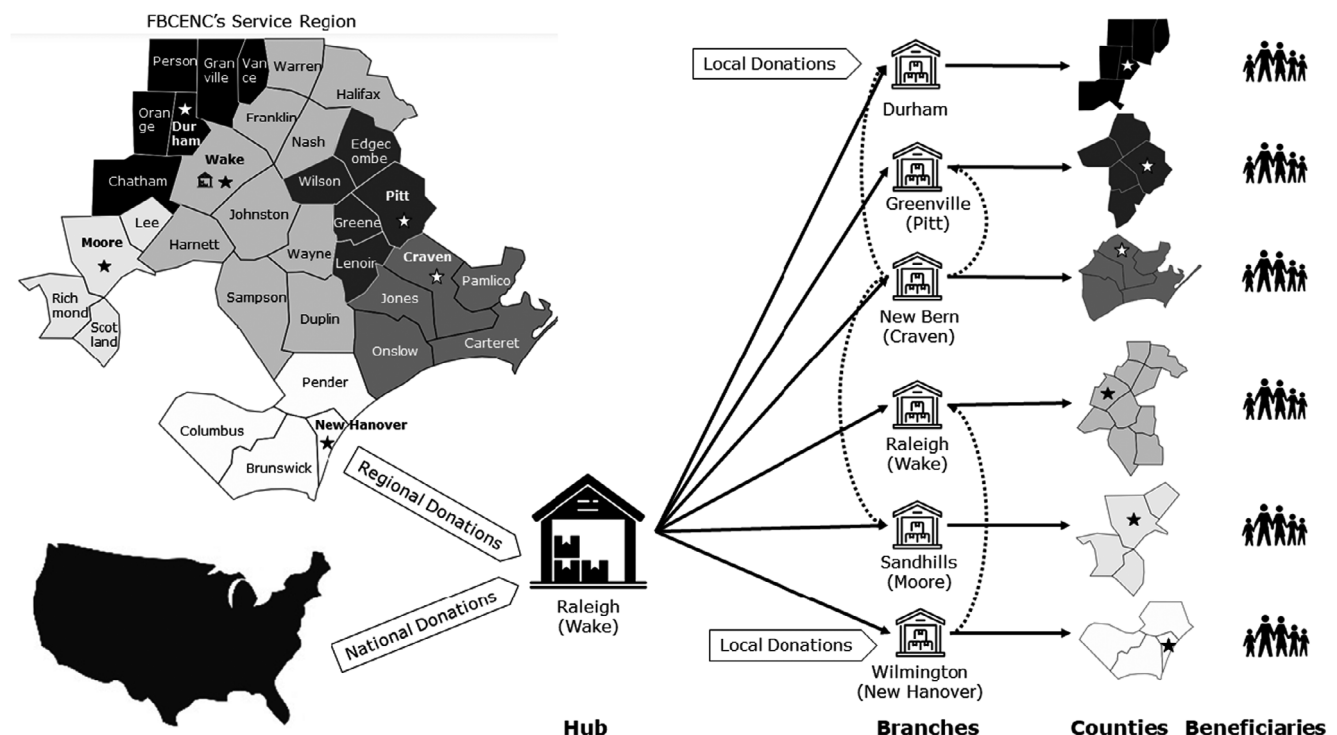 FBCENC's Service Region
Person
Gran
ville
Van
ce
Warren
Halifax
Oran
ge
Dur
ham
Franklin
Nash
Edgec
ombe
Wake
Chatham
Wilson
Pitt
Lee
Johnston
Greene
Moore
Harnett
Wayne
Lenoir
Craven
Pamlico
Rich
mond
Scot
land
Sampson
Jones
Duplin
Onslow
Carteret
Pender
Columbus
New Hanover
Brunswick
Regional Donations
National Donations
Raleigh
(Wake)
Hub
Local Donations
Durham
Greenville
(Pitt)
New Bern
(Craven)
Raleigh
(Wake)
Sandhills
(Moore)
Local Donations
Wilmington
(New Hanover)
Branches
Counties
Beneficiaries